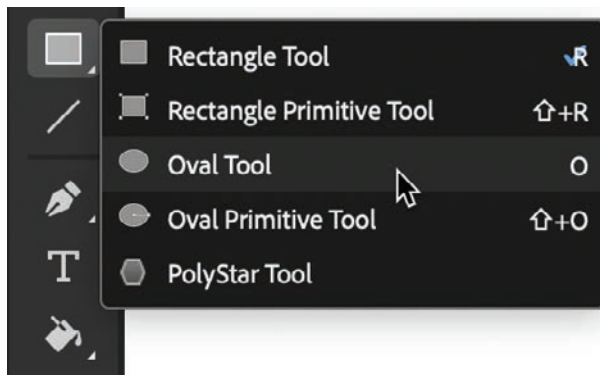 Rectangle Tool R
Rectangle Primitive Tool ⇧+R
Oval Tool O
Oval Primitive Tool ⇧+O
PolyStar Tool
T